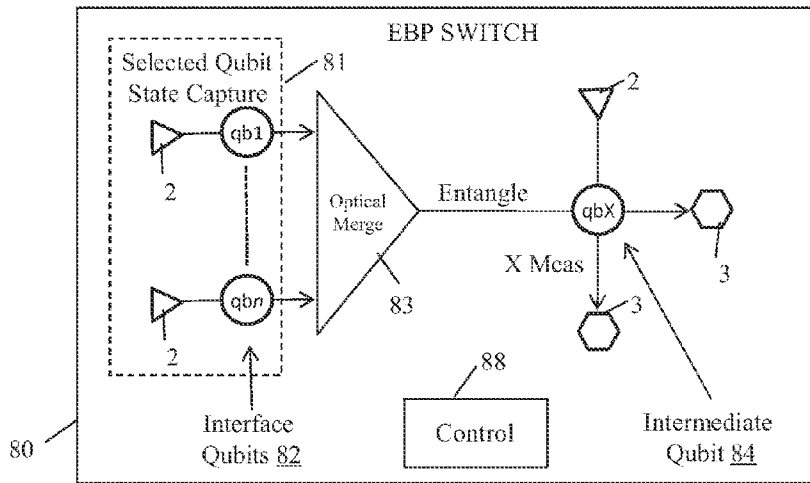 EBP SWITCH
Selected Qubit
State Capture
81
2
qb1
2
Optical
Merge
Entangle
qbX
3
X Meas
83
qbn
2
3
88
Control
80
Interface
Qubits 82
Intermediate
Qubit 84